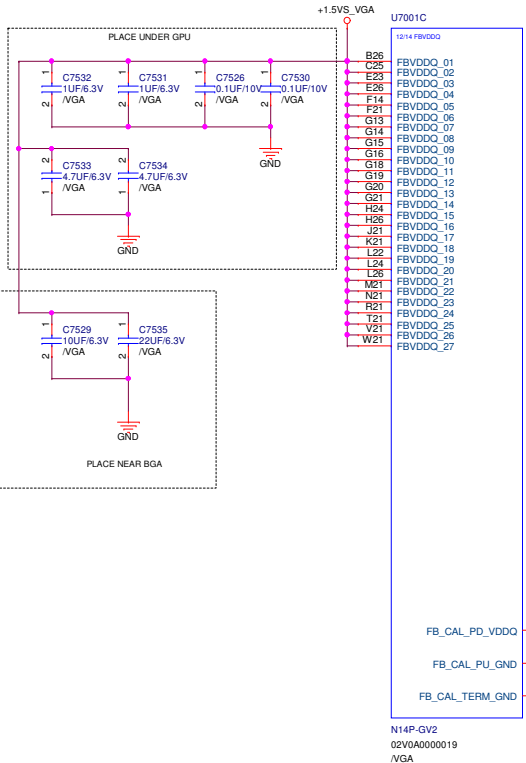 +1.5VS_VGA
U7001C
PLACE UNDER GPU
12/14 FBVDDQ
1 C7532 1 C7531 1 C7526 1 C7530
1UF/6.3V 1UF/6.3V 0.1UF/10V 0.1UF/10V
2 /VGA 2 /VGA 2 /VGA 2 /VGA
GND
2 C7533 2 C7534
4.7UF/6.3V 4.7UF/6.3V
1 /VGA 1 /VGA
GND
1 C7529 1 C7535
10UF/6.3V 22UF/6.3V
2 /VGA 2 /VGA
GND
PLACE NEAR BGA
B26 FBVDDQ_01
C25 FBVDDQ_02
E23 FBVDDQ_03
E26 FBVDDQ_04
F14 FBVDDQ_05
F21 FBVDDQ_06
G13 FBVDDQ_07
G14 FBVDDQ_08
G15 FBVDDQ_09
G16 FBVDDQ_10
G18 FBVDDQ_11
G19 FBVDDQ_12
G20 FBVDDQ_13
G21 FBVDDQ_14
H24 FBVDDQ_15
H26 FBVDDQ_16
J21 FBVDDQ_17
K21 FBVDDQ_18
L22 FBVDDQ_19
L24 FBVDDQ_20
L26 FBVDDQ_21
M21 FBVDDQ_22
N21 FBVDDQ_23
R21 FBVDDQ_24
T21 FBVDDQ_25
V21 FBVDDQ_26
W21 FBVDDQ_27
FB_CAL_PD_VDDQ
FB_CAL_PU_GND
FB_CAL_TERM_GND
N14P-GV2
02V0A0000019
/VGA